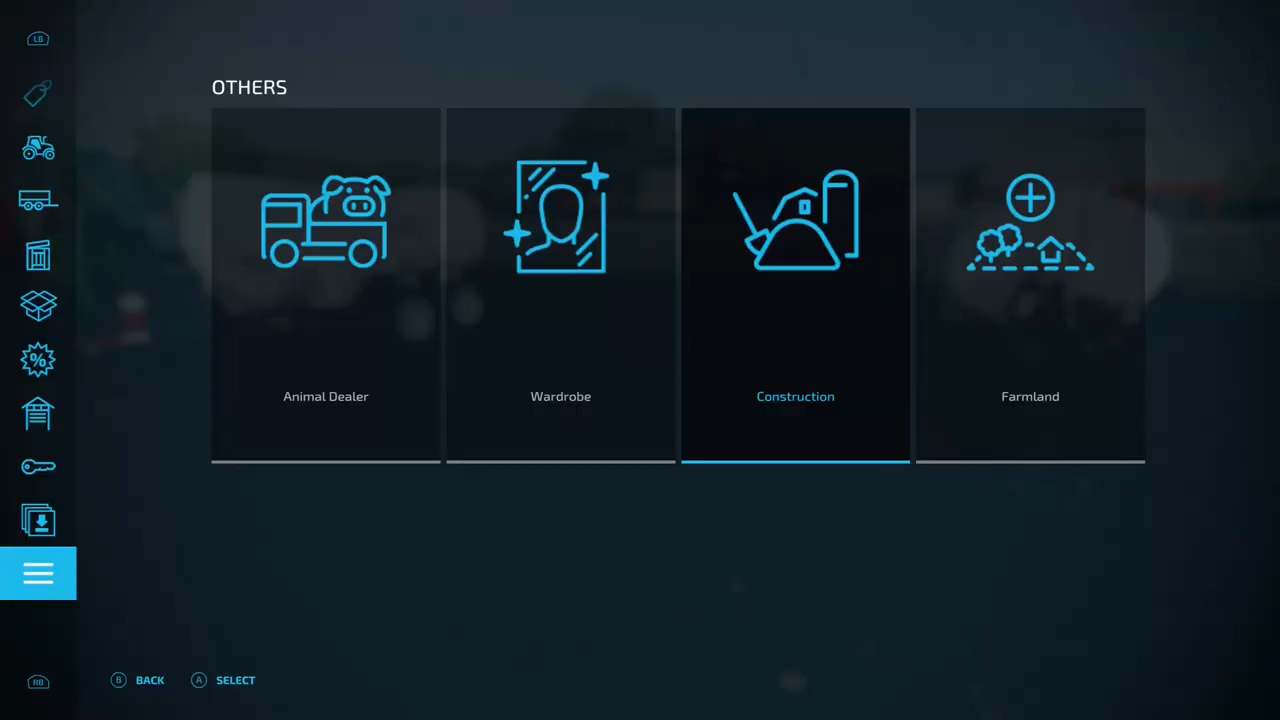 LB
OTHERS
%
Animal Dealer
Wardrobe
Construction
Farmland
RB
B BACK
A SELECT